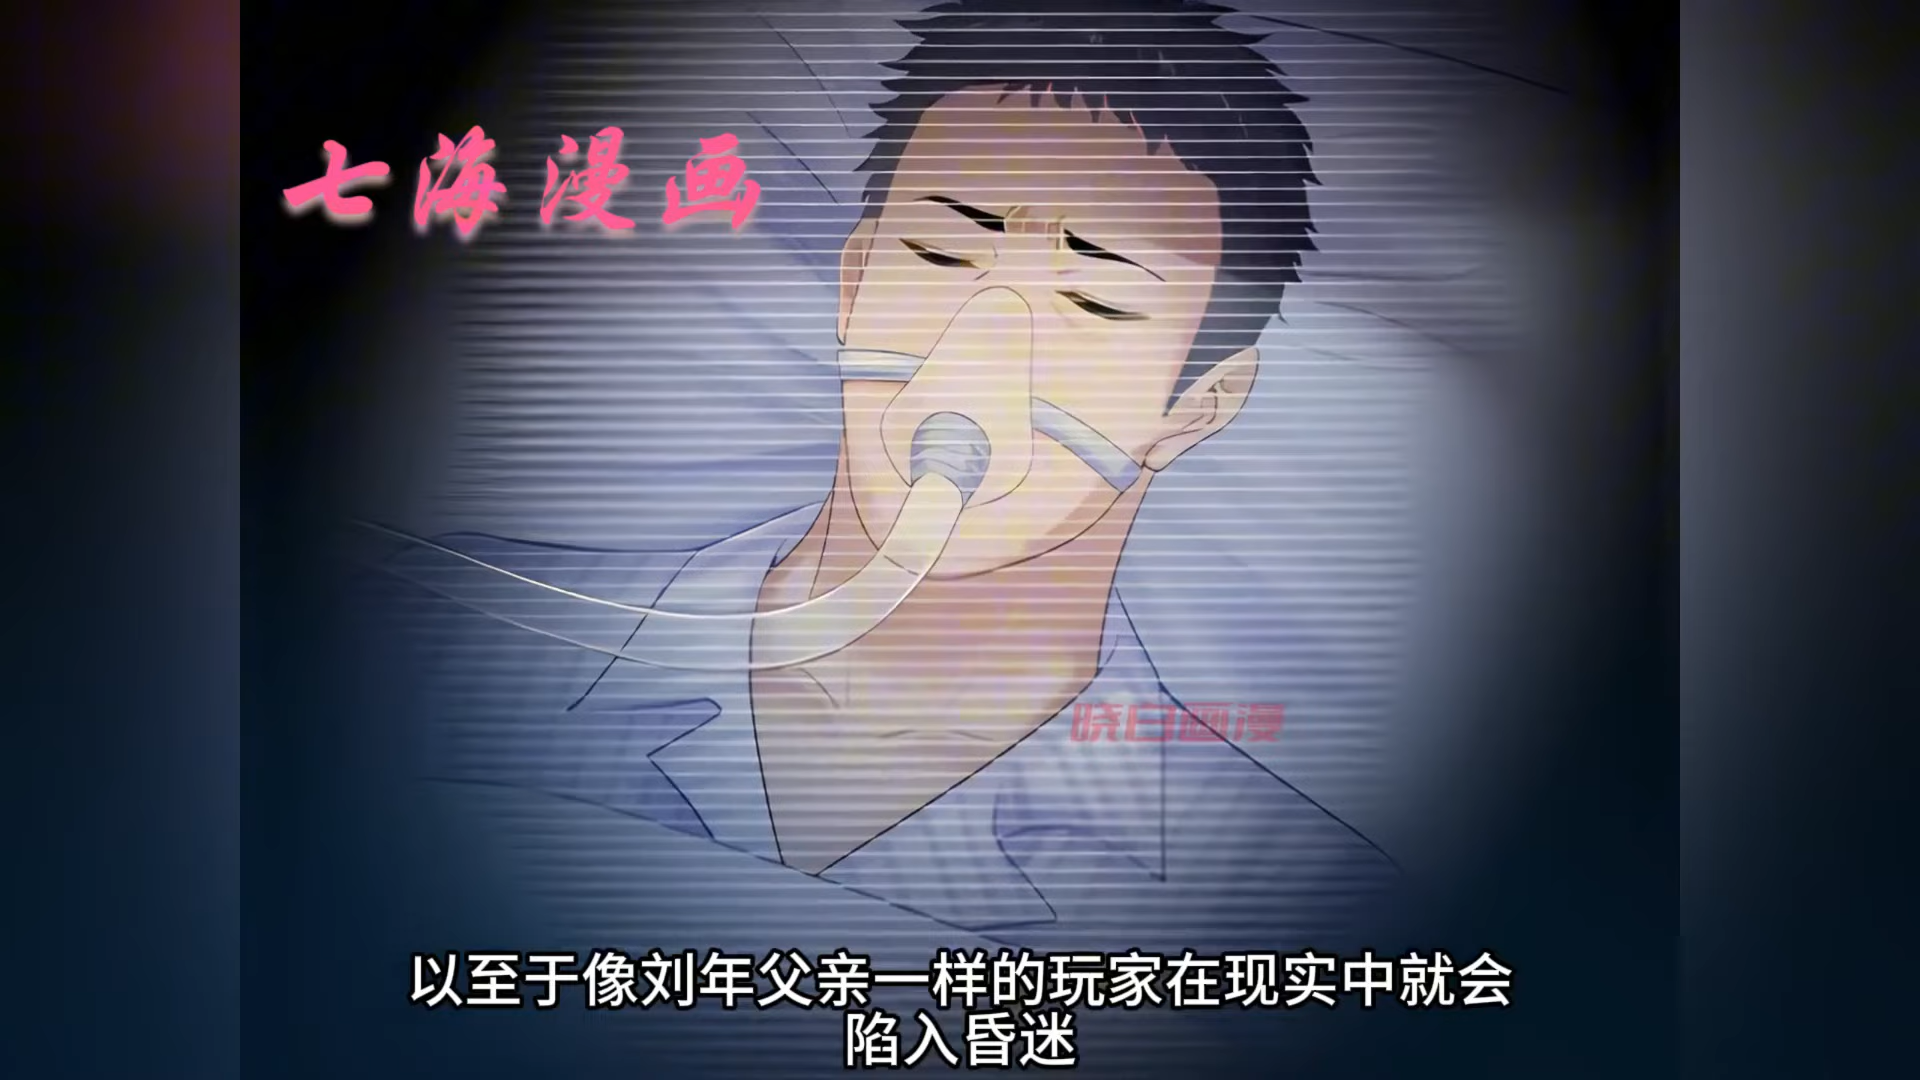 七海漫画
晓白画漫
以至于像刘年父亲一样的玩家在现实中就会
陷入昏迷